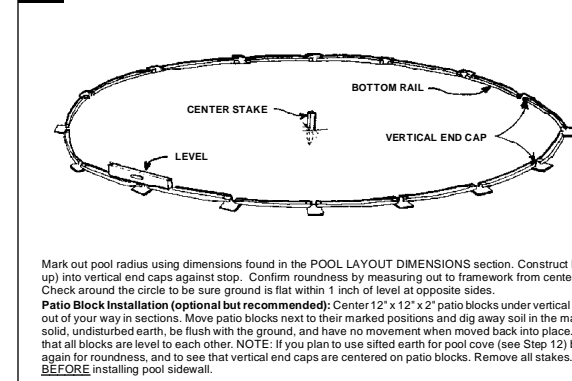 BOTTOM RAIL
CENTER STAKE
VERTICAL END CAP
LEVEL
Mark out pool radius using dimensions found in the POOL LAYOUT DIMENSIONS section. Construct
up) into vertical end caps against stop. Confirm roundness by measuring out to framework from cente
Check around the circle to be sure ground is flat within 1 inch of level at opposite sides.
Patio Block Installation (optional but recommended): Center 12" x 12" x 2" patio blocks under vertical
out of your way in sections. Move patio blocks next to their marked positions and dig away soil in the ma
solid, undisturbed earth, be flush with the ground, and have no movement when moved back into place.
that all blocks are level to each other. NOTE: If you plan to use sifted earth for pool cove (see Step 12)
again for roundness, and to see that vertical end caps are centered on patio blocks. Remove all stakes.
BEFORE installing pool sidewall.